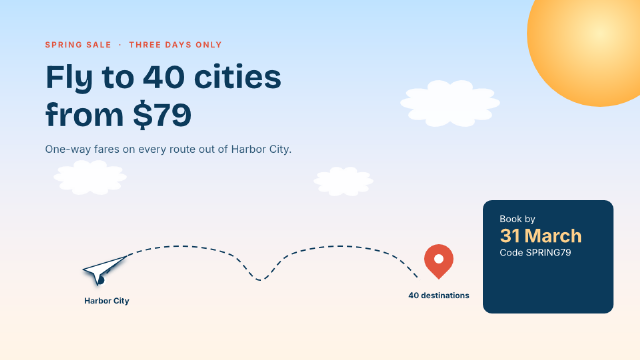 SPRING SALE · THREE DAYS ONLY
Fly to 40 cities
from $79
One-way fares on every route out of Harbor City.
Book by
31 March
Code SPRING79
Harbor City
40 destinations